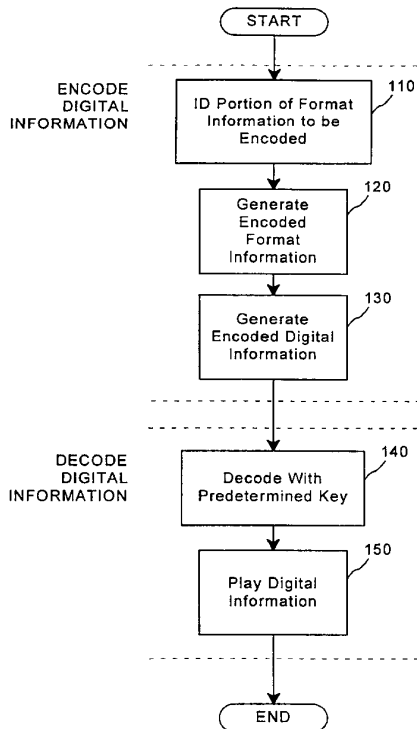 START
ENCODE
DIGITAL
INFORMATION
110
ID Portion of Format
Information to be
Encoded
120
Generate
Encoded
Format
Information
130
Generate
Encoded Digital
Information
DECODE
DIGITAL
INFORMATION
140
Decode With
Predetermined Key
150
Play Digital
Information
END